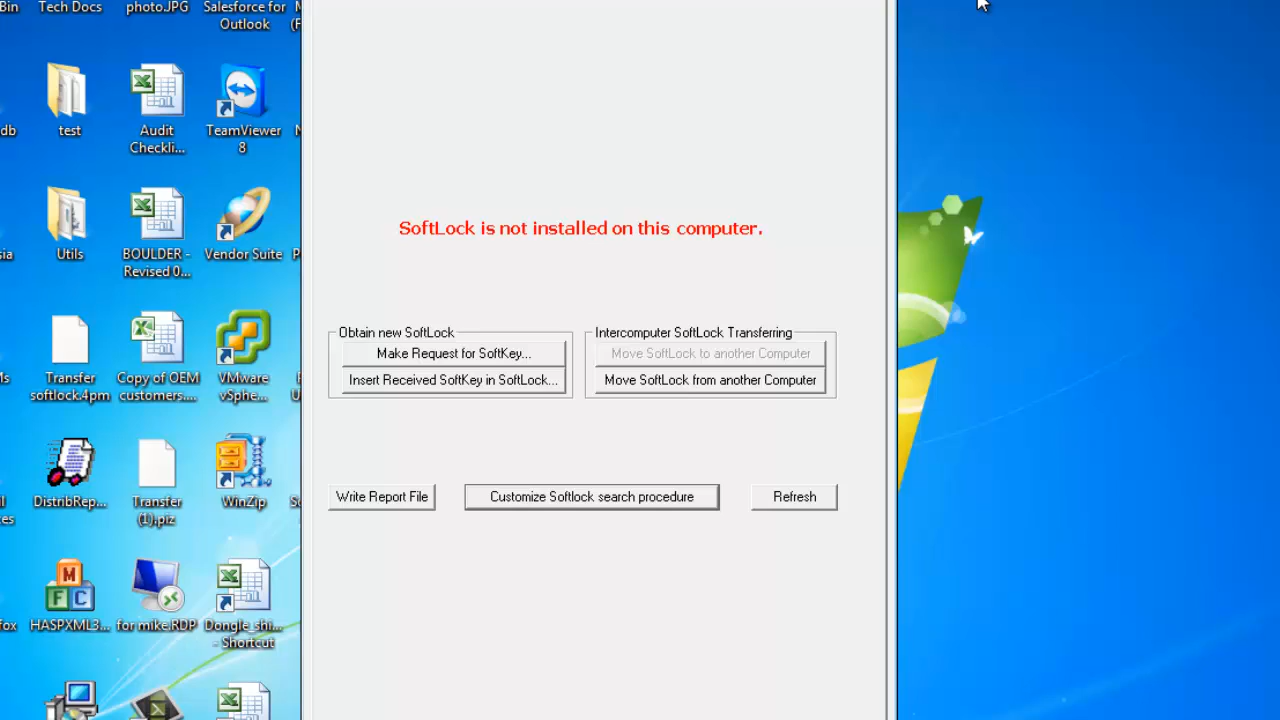 Bin
Tech Docs
photo.JPG
Salesforce for
Outlook
db
test
Audit
Checkli...
TeamViewer
8
sia
Utils
BOULDER -
Revised 0...
Vendor Suite
Ms
Transfer
softlock.4pm
Copy of OEM
customers....
VMware
vSphe...
DistribRep...
Transfer
(1).piz
WinZip
fox
HASPXML3...
for mike.RDP
Dongle_shi...
- Shortcut
SoftLock is not installed on this computer.
Obtain new SoftLock
Make Request for SoftKey...
Insert Received SoftKey in SoftLock...
Intercomputer SoftLock Transferring
Move SoftLock to another Computer
Move SoftLock from another Computer
Write Report File
Customize Softlock search procedure
Refresh